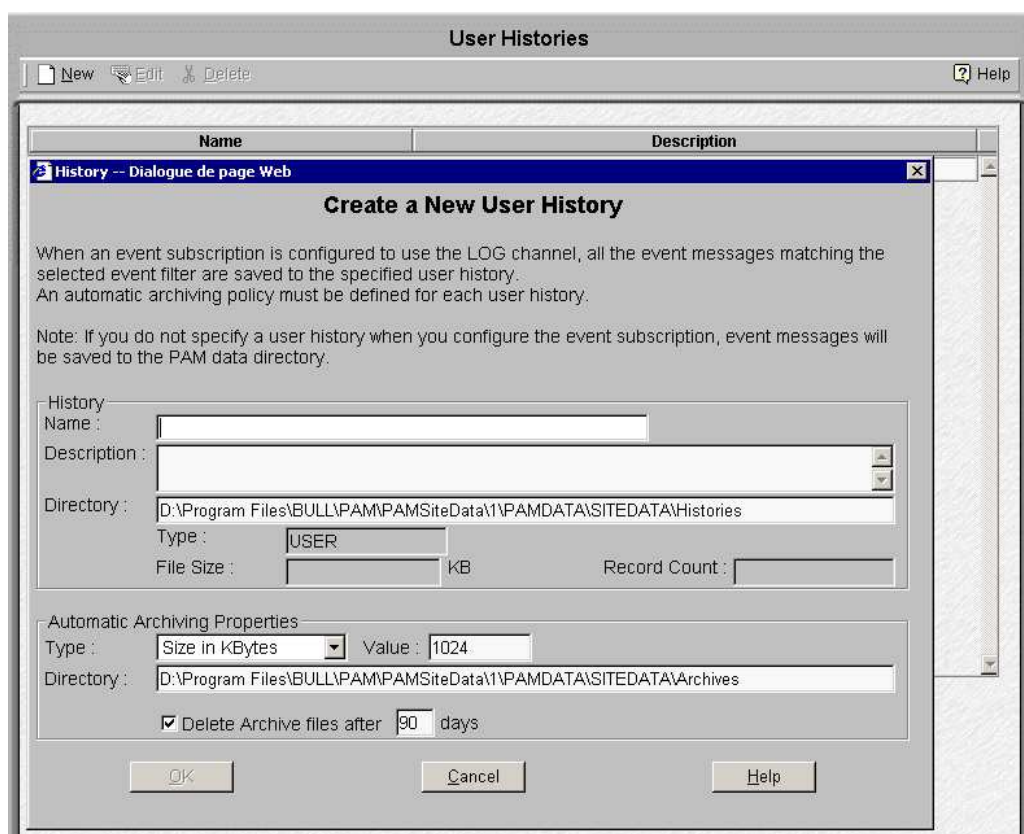 User Histories
New Edit Delete Help
Name Description
History -- Dialogue de page Web
Create a New User History
When an event subscription is configured to use the LOG channel, all the event messages matching the
selected event filter are saved to the specified user history.
An automatic archiving policy must be defined for each user history.
Note: If you do not specify a user history when you configure the event subscription, event messages will
be saved to the PAM data directory.
History
Name :
Description :
Directory : D:\Program Files\BULL\PAM\PAMSiteData\1\PAMDATA\SITEDATA\Histories
Type : USER
File Size : KB Record Count :
Automatic Archiving Properties
Type : Size in KBytes Value : 1024
Directory : D:\Program Files\BULL\PAM\PAMSiteData\1\PAMDATA\SITEDATA\Archives
Delete Archive files after 90 days
OK Cancel Help